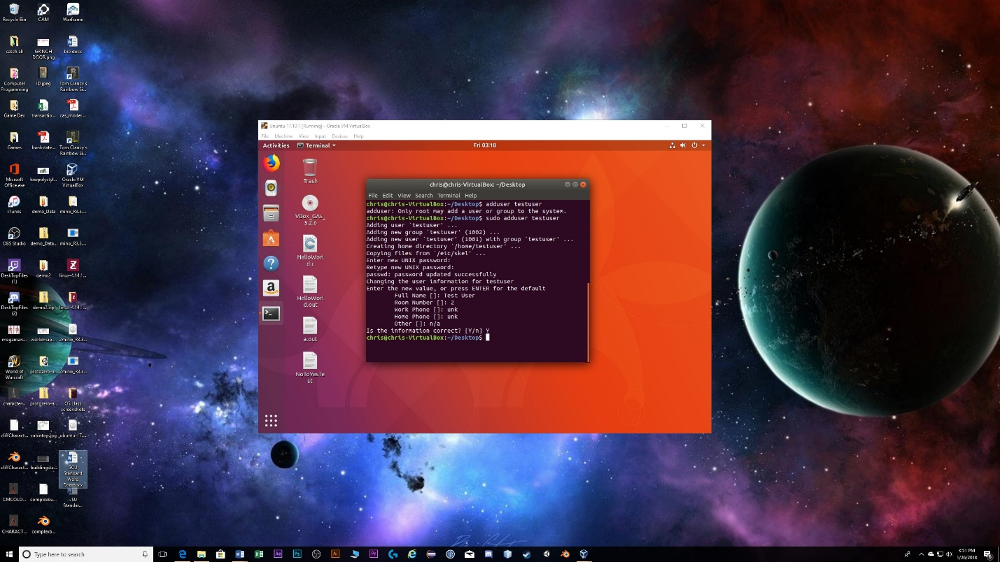 Recycle Bin
CAM
Warframe
catch all
GRINCH DOOR.png
bio.docx
Computer Progamming
ID.jpeg
Tom Clancy's Rainbow Si...
Game Dev
transactio...
cas_moder...
Games
bankstate...
Tom Clancy's Rainbow Si...
Micrsoft Office.exe
lowpolystyl...
Oracle VM VirtualBox
iTunes
demo_Data
minix_R3.3...
OBS Studio
demo_Data...
minix_R3.3...
DeskTopFiles (1)
demo2
linux-4.14.1...
DeskTopFiles (2)
demo2.zip
linux-4.14.1...
megaman...
worldmap...
2minix_R3.3...
World of Warcraft
protozero-a...
2minix_R3.3...
character...
protozero-a...
OS class screenshots
cliffCharact...
cabintop.jpg
ubuntu-17....
cliffCharact...
buildingsta...
SCU Standard Word Doc.docx
CMCOLO...
complexbu...
~$U Standar...
CHARACT...
complexb...
Ununtu 17.10.1 [Running] - Oracle VM VirtualBox
File Machine View Input Devices Help
Activities Terminal Fri 03:18
Trash
VBox_GAs_5.2.6
HelloWorld.c
HelloWorld.out
a.out
NoToYesTest
chris@chris-VirtualBox: ~/Desktop
File Edit View Search Terminal Help
chris@chris-VirtualBox:~/Desktop$ adduser testuser
adduser: Only root may add a user or group to the system.
chris@chris-VirtualBox:~/Desktop$ sudo adduser testuser
Adding user `testuser' ...
Adding new group `testuser' (1002) ...
Adding new user `testuser' (1001) with group `testuser' ...
Creating home directory `/home/testuser' ...
Copying files from `/etc/skel' ...
Enter new UNIX password:
Retype new UNIX password:
passwd: password updated successfully
Changing the user information for testuser
Enter the new value, or press ENTER for the default
Full Name []: Test User
Room Number []: 2
Work Phone []: unk
Home Phone []: unk
Other []: n/a
Is the information correct? [Y/n] Y
chris@chris-VirtualBox:~/Desktop$
Type here to search
3:51 PM
1/26/2018